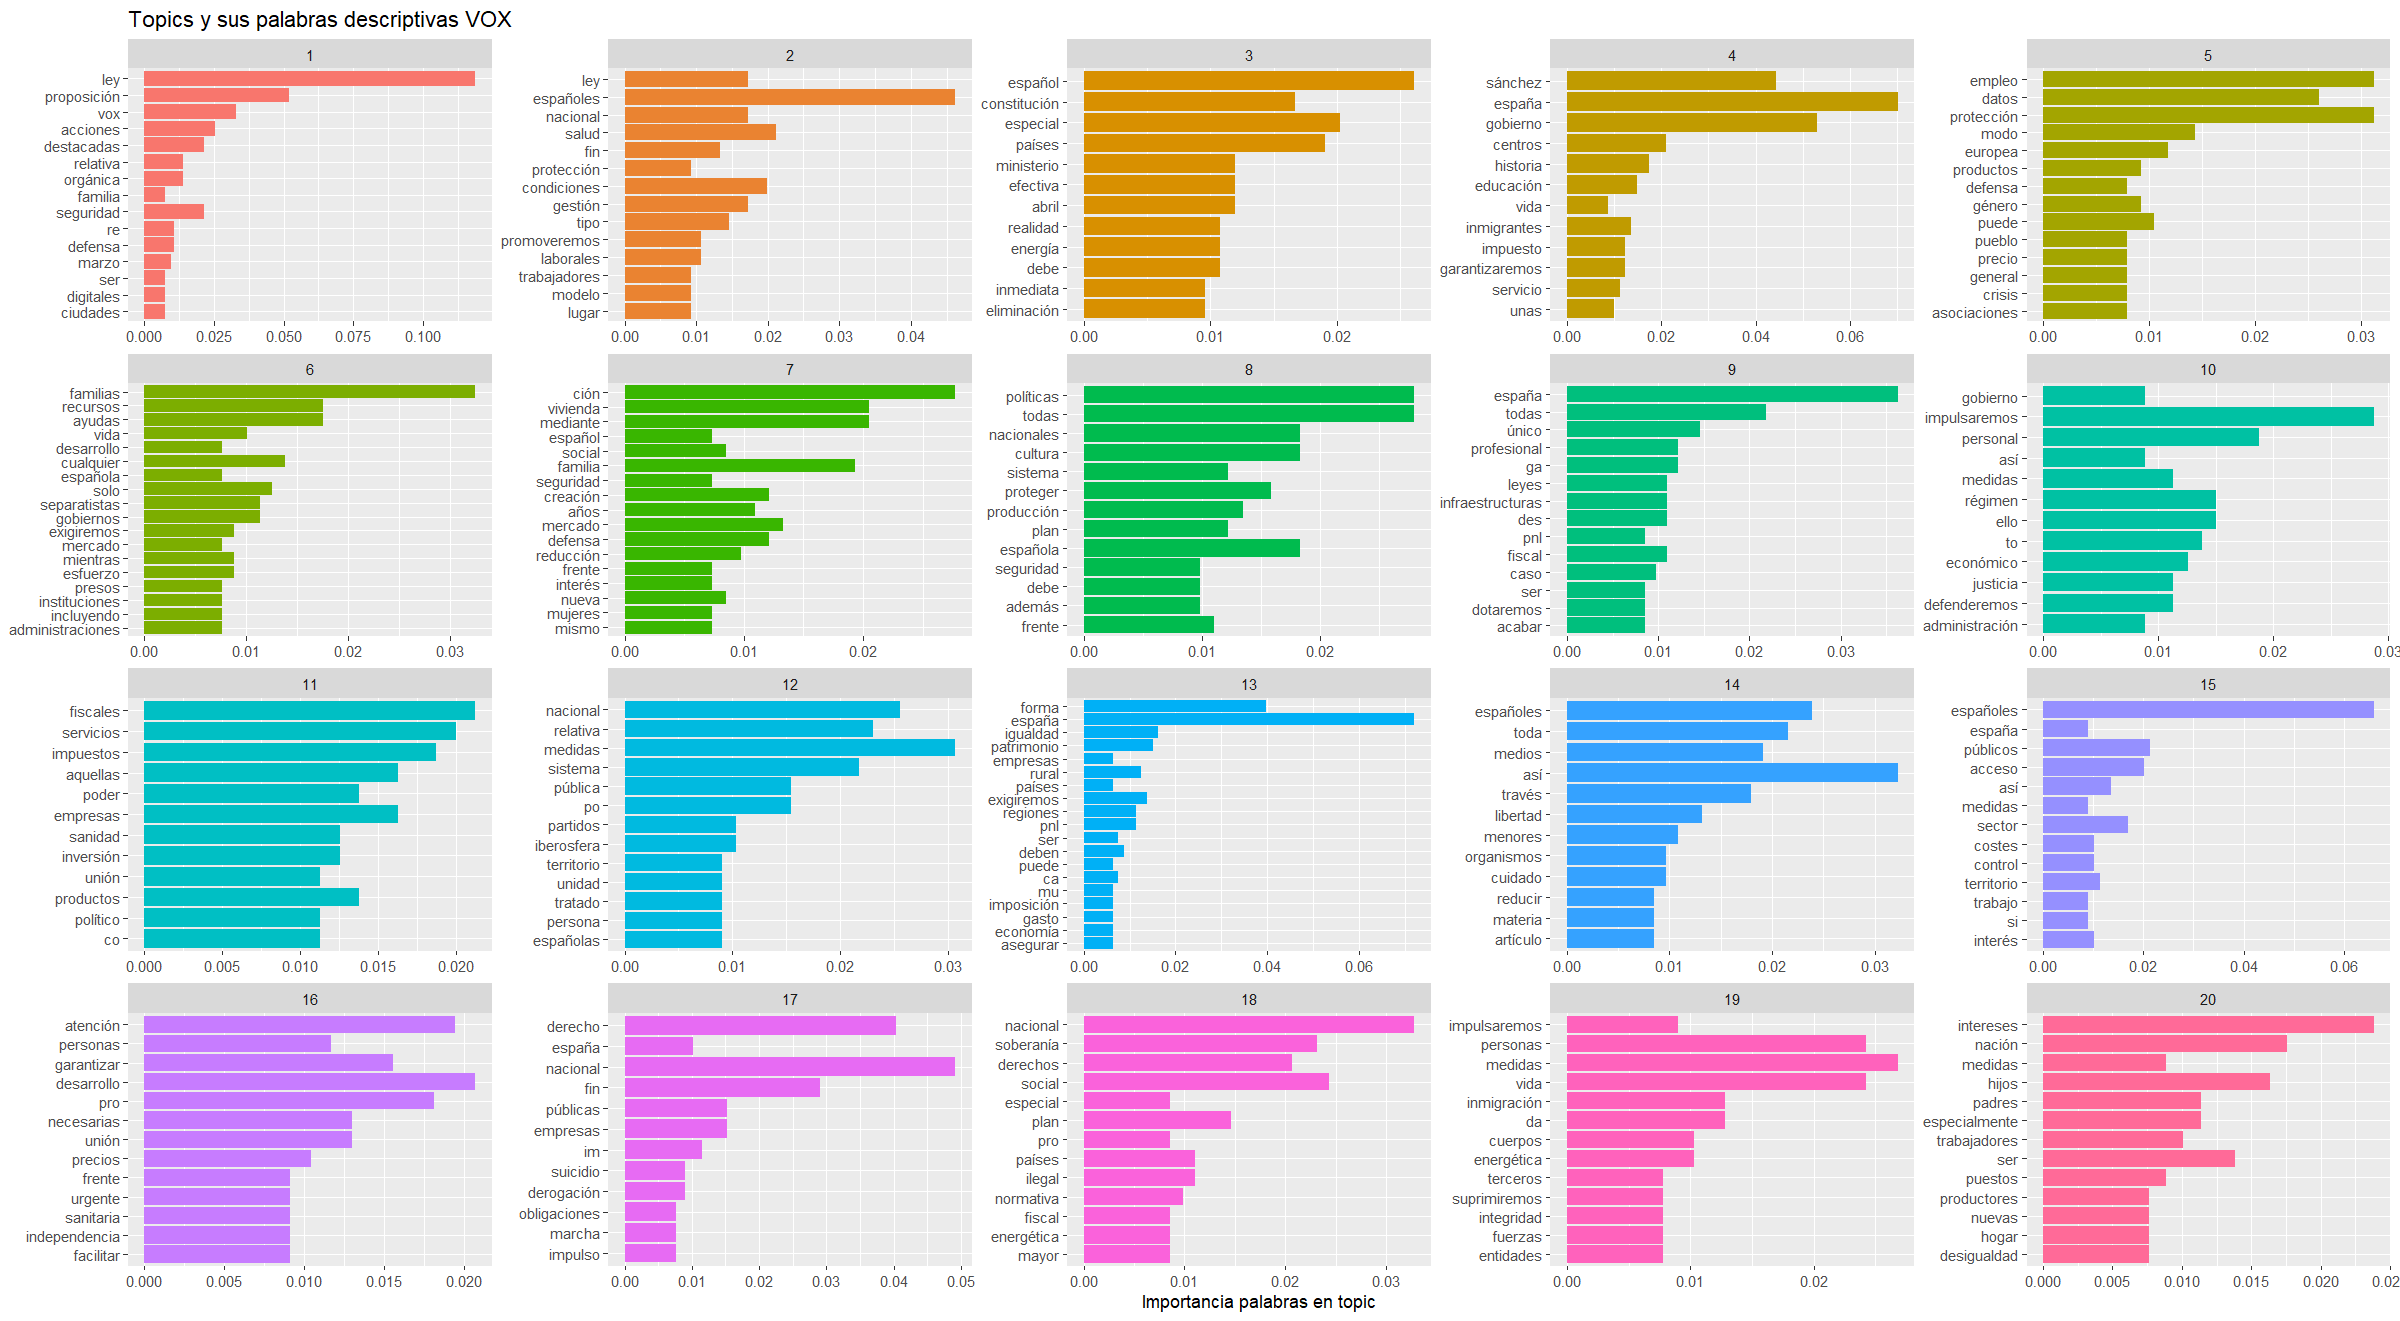 Topics y sus palabras descriptivas VOX
1
ley
proposición
vox
acciones
destacadas
relativa
orgánica
familia
seguridad
re
defensa
marzo
ser
digitales
ciudades
0.000 0.025 0.050 0.075 0.100
2
ley
españoles
nacional
salud
fin
protección
condiciones
gestión
tipo
promoveremos
laborales
trabajadores
modelo
lugar
0.00 0.01 0.02 0.03 0.04
3
español
constitución
especial
países
ministerio
efectiva
abril
realidad
energía
debe
inmediata
eliminación
0.00 0.01 0.02
4
sánchez
españa
gobierno
centros
historia
educación
vida
inmigrantes
impuesto
garantizaremos
servicio
unas
0.00 0.02 0.04 0.06
5
empleo
datos
protección
modo
europea
productos
defensa
género
puede
pueblo
precio
general
crisis
asociaciones
0.00 0.01 0.02 0.03
6
familias
recursos
ayudas
vida
desarrollo
cualquier
española
solo
separatistas
gobiernos
exigiremos
mercado
mientras
esfuerzo
presos
instituciones
incluyendo
administraciones
0.00 0.01 0.02 0.03
7
ción
vivienda
mediante
español
social
familia
seguridad
creación
años
mercado
defensa
reducción
frente
interés
nueva
mujeres
mismo
0.00 0.01 0.02
8
políticas
todas
nacionales
cultura
sistema
proteger
producción
plan
española
seguridad
debe
además
frente
0.00 0.01 0.02
9
españa
todas
único
profesional
ga
leyes
infraestructuras
des
pnl
fiscal
caso
ser
dotaremos
acabar
0.00 0.01 0.02 0.03
10
gobierno
impulsaremos
personal
así
medidas
régimen
ello
to
económico
justicia
defenderemos
administración
0.00 0.01 0.02 0.03
11
fiscales
servicios
impuestos
aquellas
poder
empresas
sanidad
inversión
unión
productos
político
co
0.000 0.005 0.010 0.015 0.020
12
nacional
relativa
medidas
sistema
pública
po
partidos
iberosfera
territorio
unidad
tratado
persona
españolas
0.00 0.01 0.02 0.03
13
forma
españa
igualdad
patrimonio
empresas
rural
países
exigiremos
regiones
pnl
ser
deben
puede
ca
mu
imposición
gasto
economía
asegurar
0.00 0.02 0.04 0.06
14
españoles
toda
medios
así
través
libertad
menores
organismos
cuidado
reducir
materia
artículo
0.00 0.01 0.02 0.03
15
españoles
españa
públicos
acceso
así
medidas
sector
costes
control
territorio
trabajo
si
interés
0.00 0.02 0.04 0.06
16
atención
personas
garantizar
desarrollo
pro
necesarias
unión
precios
frente
urgente
sanitaria
independencia
facilitar
0.000 0.005 0.010 0.015 0.020
17
derecho
españa
nacional
fin
públicas
empresas
im
suicidio
derogación
obligaciones
marcha
impulso
0.00 0.01 0.02 0.03 0.04 0.05
18
nacional
soberanía
derechos
social
especial
plan
pro
países
ilegal
normativa
fiscal
energética
mayor
0.00 0.01 0.02 0.03
19
impulsaremos
personas
medidas
vida
inmigración
da
cuerpos
energética
terceros
suprimiremos
integridad
fuerzas
entidades
0.00 0.01 0.02
20
intereses
nación
medidas
hijos
padres
especialmente
trabajadores
ser
puestos
productores
nuevas
hogar
desigualdad
0.000 0.005 0.010 0.015 0.020 0.02
Importancia palabras en topic